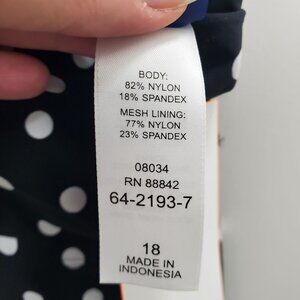 BODY:
82% NYLON
18% SPANDEX
MESH LINING:
77% NYLON
23% SPANDEX
08034
RN 88842
64-2193-7
18
MADE IN
INDONESIA